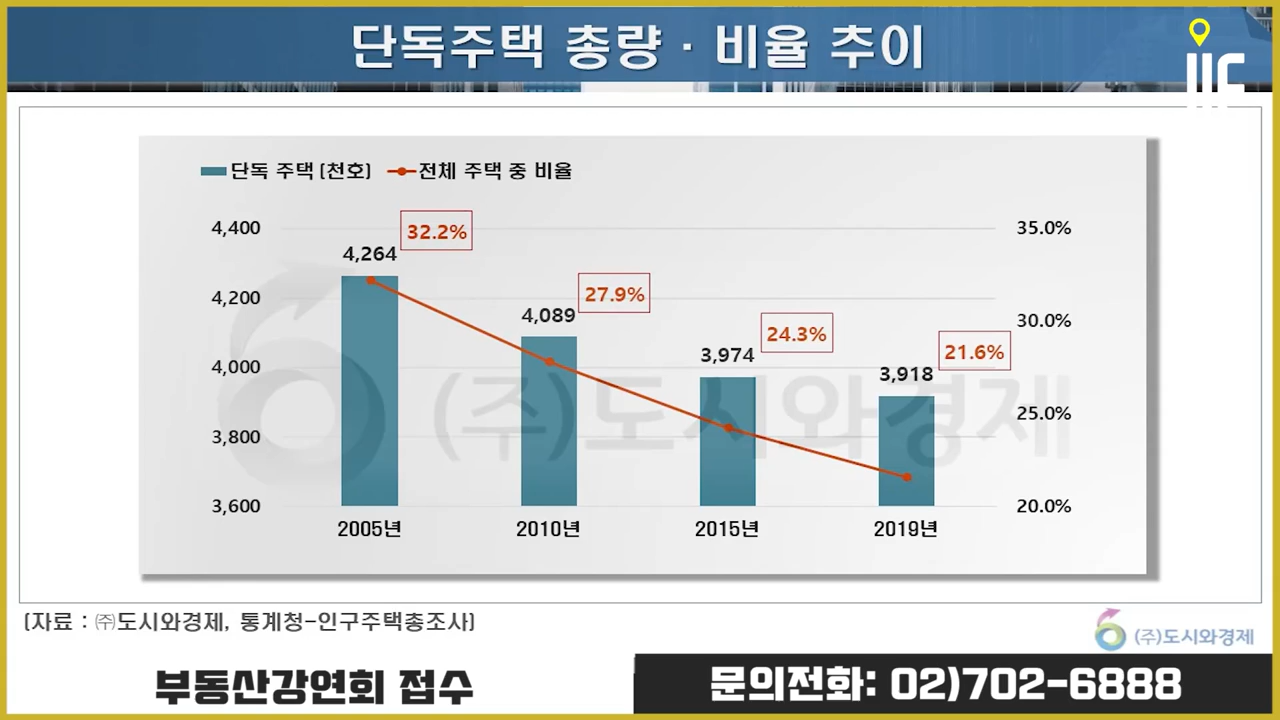 단독주택 총량 · 비율 추이
IIF
단독 주택 (천호) 전체 주택 중 비율
4,400
4,200
4,000
3,800
3,600
35.0%
30.0%
25.0%
20.0%
4,264
32.2%
4,089
27.9%
3,974
24.3%
3,918
21.6%
2005년 2010년 2015년 2019년
(주)도시와경제
(자료 : ㈜도시와경제, 통계청-인구주택총조사)
(주)도시와경제
부동산강연회 접수
문의전화: 02)702-6888